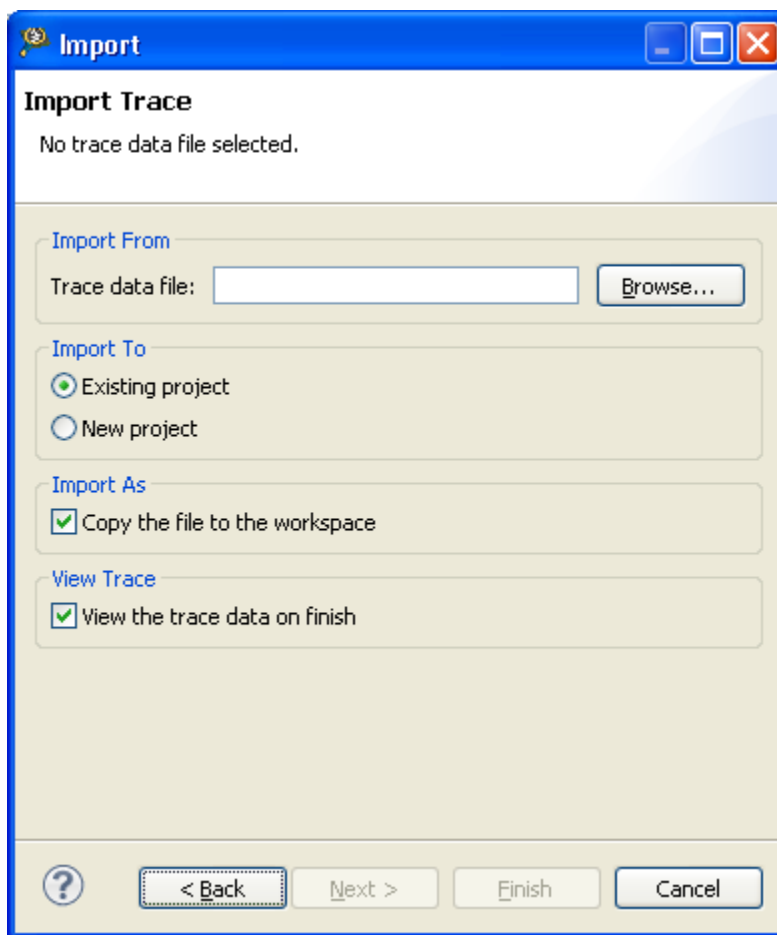 Import
Import Trace
No trace data file selected.
Import From
Trace data file: Browse...
Import To
Existing project
New project
Import As
Copy the file to the workspace
View Trace
View the trace data on finish
? < Back Next > Finish Cancel